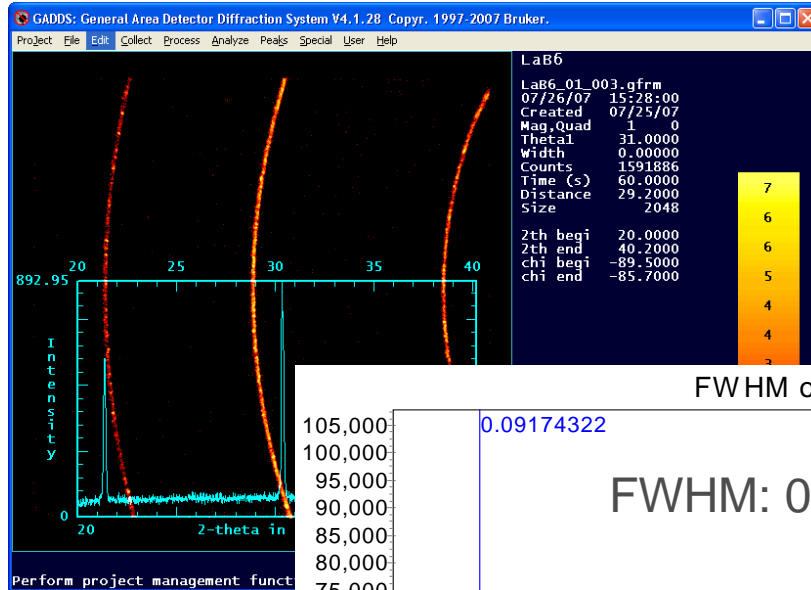 GADDS: General Area Detector Diffraction System V4.1.28 Copyr. 1997-2007 Bruker.
Project File Edit Collect Process Analyze Peaks Special User Help
LaB6
LaB6_01_003.gfrm
07/26/07 15:28:00
Created 07/25/07
Mag,Quad 1 0
Theta1 31.0000
Width 0.00000
Counts 1591886
Time (s) 60.0000
Distance 29.2000
Size 2048
2th begi 20.0000
2th end 40.2000
chi begi -89.5000
chi end -85.7000
7
6
6
5
4
4
3
20 25 30 35 40
892.95
Intensity
0
20
2-theta in
Perform project management funct
FWHM o
0.09174322
FWHM: 0
105,000
100,000
95,000
90,000
85,000
80,000
75,000